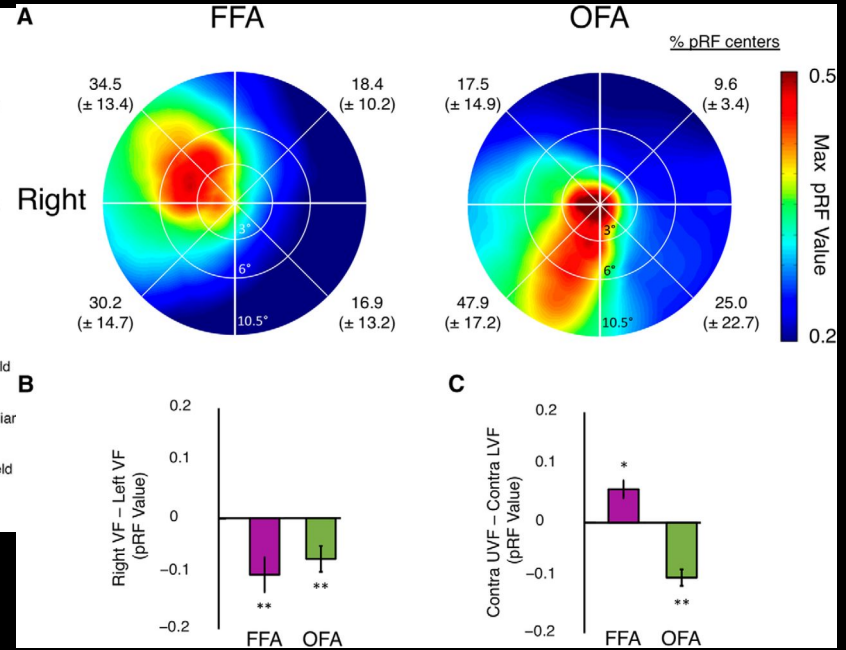 A
FFA
OFA
% pRF centers
34.5
(± 13.4)
18.4
(± 10.2)
17.5
(± 14.9)
9.6
(± 3.4)
0.5
Right
Max pRF Value
3°
6°
10.5°
3°
6°
10.5°
30.2
(± 14.7)
16.9
(± 13.2)
47.9
(± 17.2)
25.0
(± 22.7)
0.2
ld
iar
eld
B
Right VF – Left VF
(pRF Value)
0.2
0.1
0
−0.1
−0.2
**
**
FFA OFA
C
Contra UVF – Contra LVF
(pRF Value)
0.2
0.1
0
−0.1
−0.2
*
**
FFA OFA